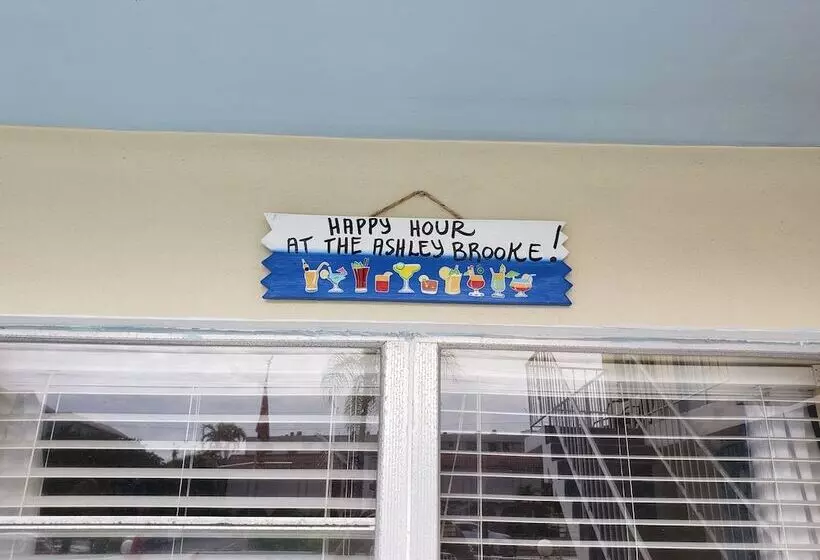 HAPPY HOUR
AT THE ASHLEY BROOKE!